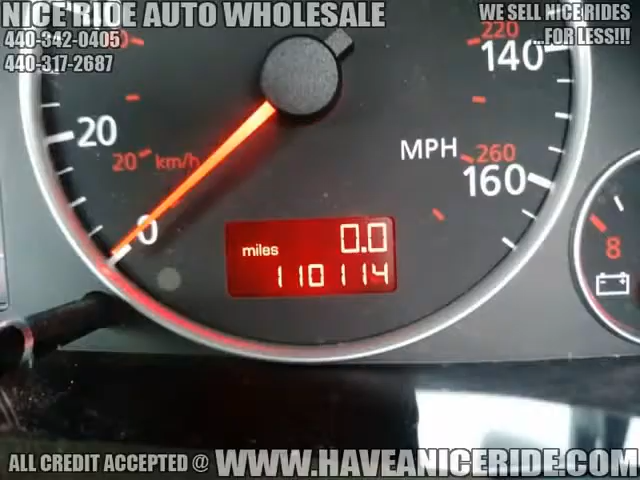 NICE RIDE AUTO WHOLESALE
440-342-0405
440-317-2687
WE SELL NICE RIDES
...FOR LESS!!!
220
140
20
20 km/h
MPH
260
160
0
miles 0.0
110114
8
ALL CREDIT ACCEPTED @ WWW.HAVEANICERIDE.COM